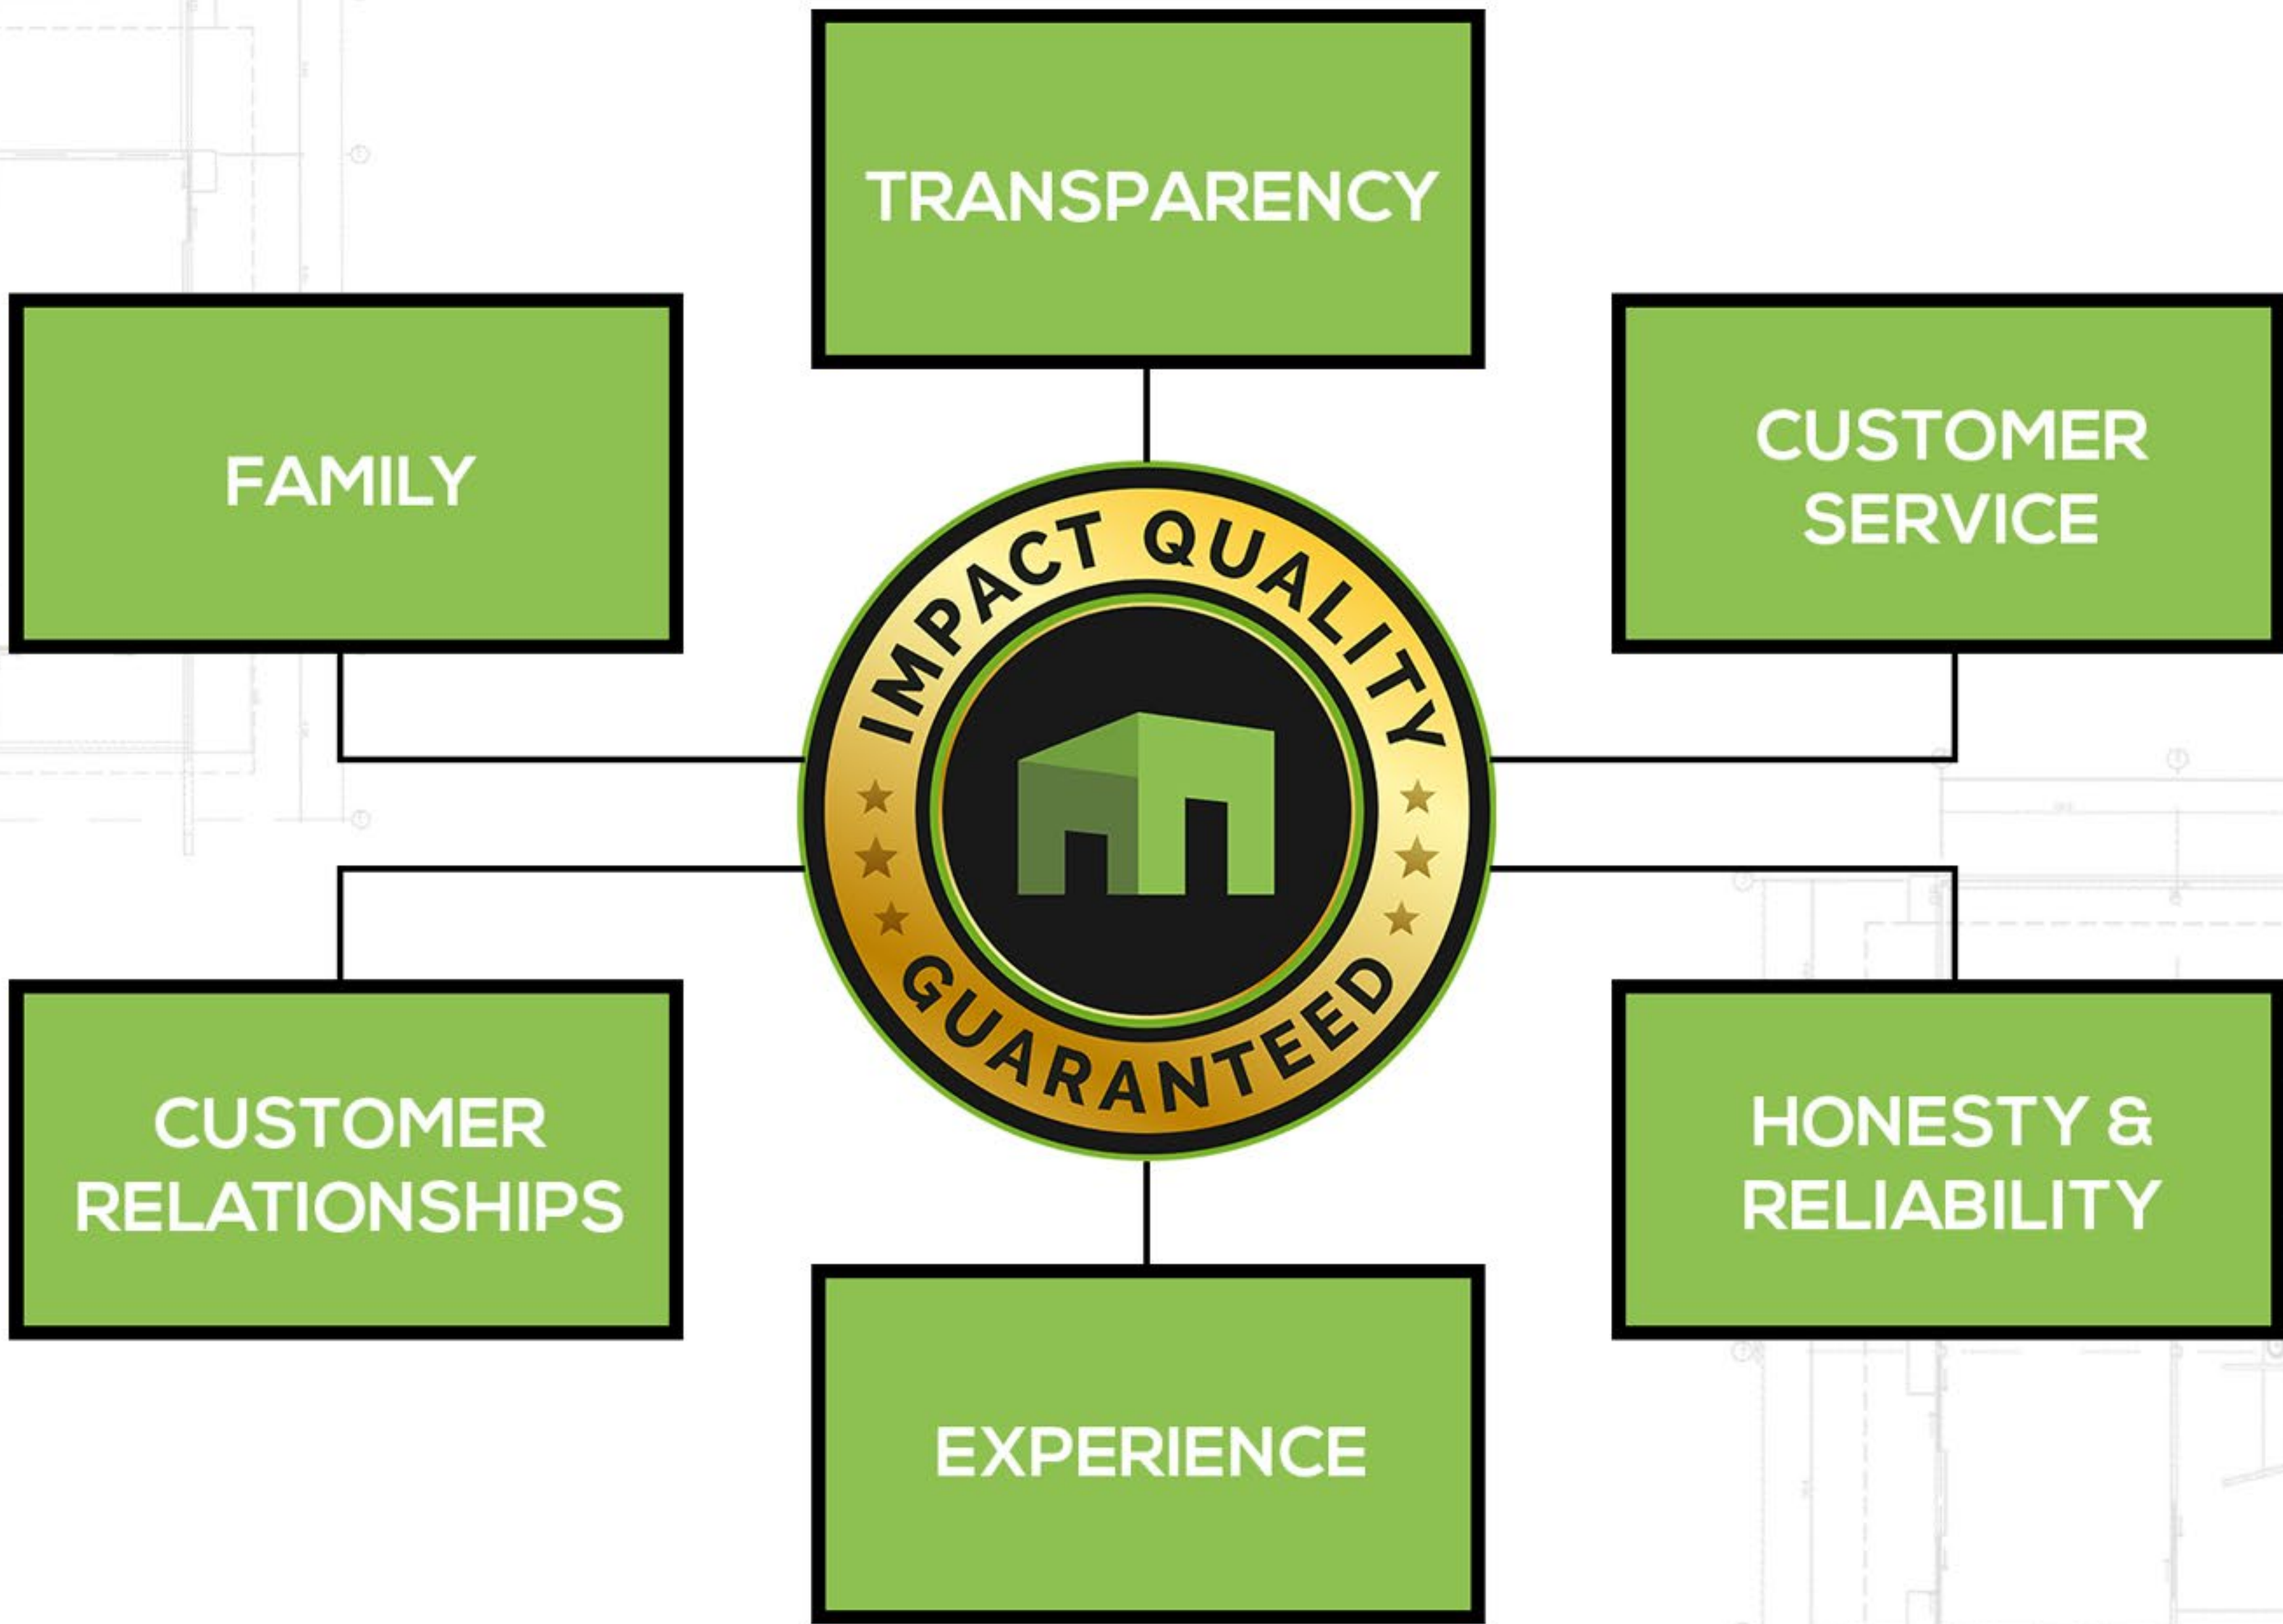 TRANSPARENCY
FAMILY
CUSTOMER
SERVICE
IMPACT QUALITY
GUARANTEED
CUSTOMER
RELATIONSHIPS
HONESTY &
RELIABILITY
EXPERIENCE